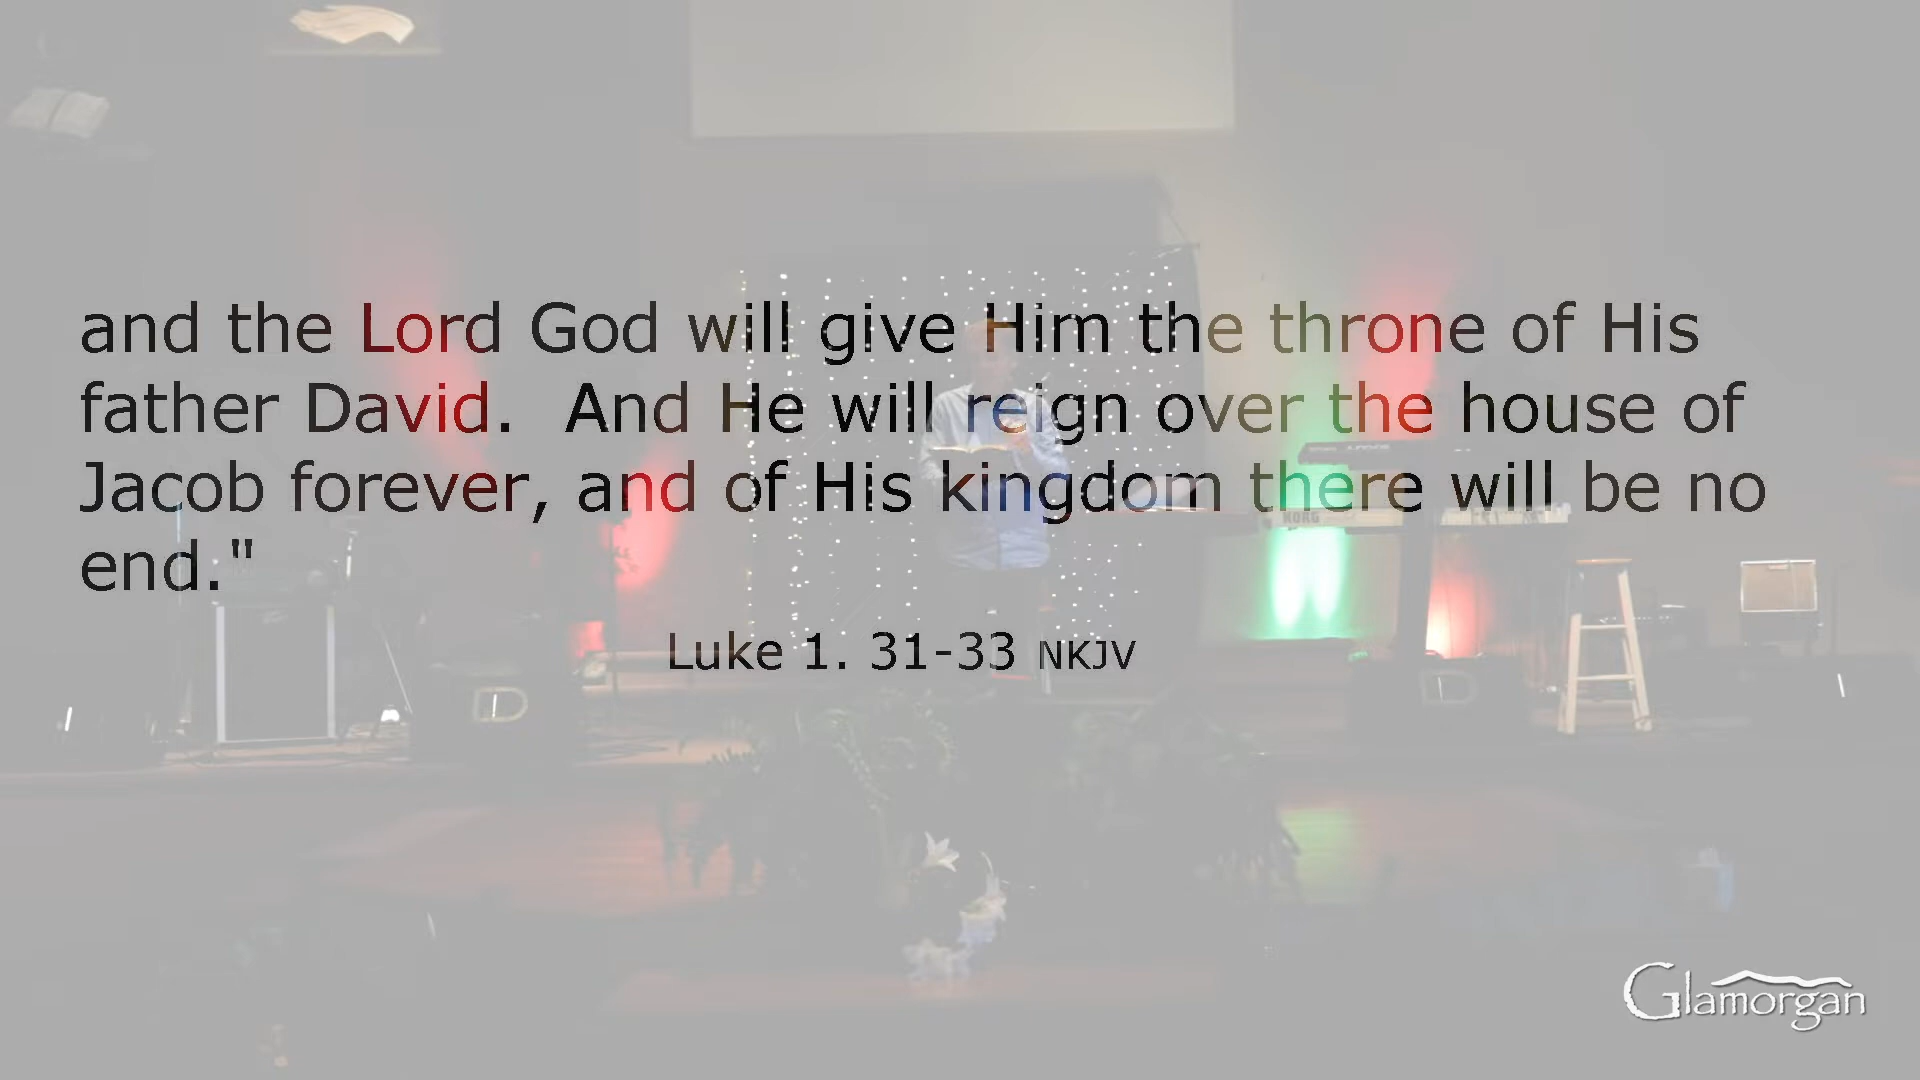 and the Lord God will give Him the throne of His
father David.  And He will reign over the house of
Jacob forever, and of His kingdom there will be no
end."
KORG
Luke 1. 31-33 NKJV
Glamorgan